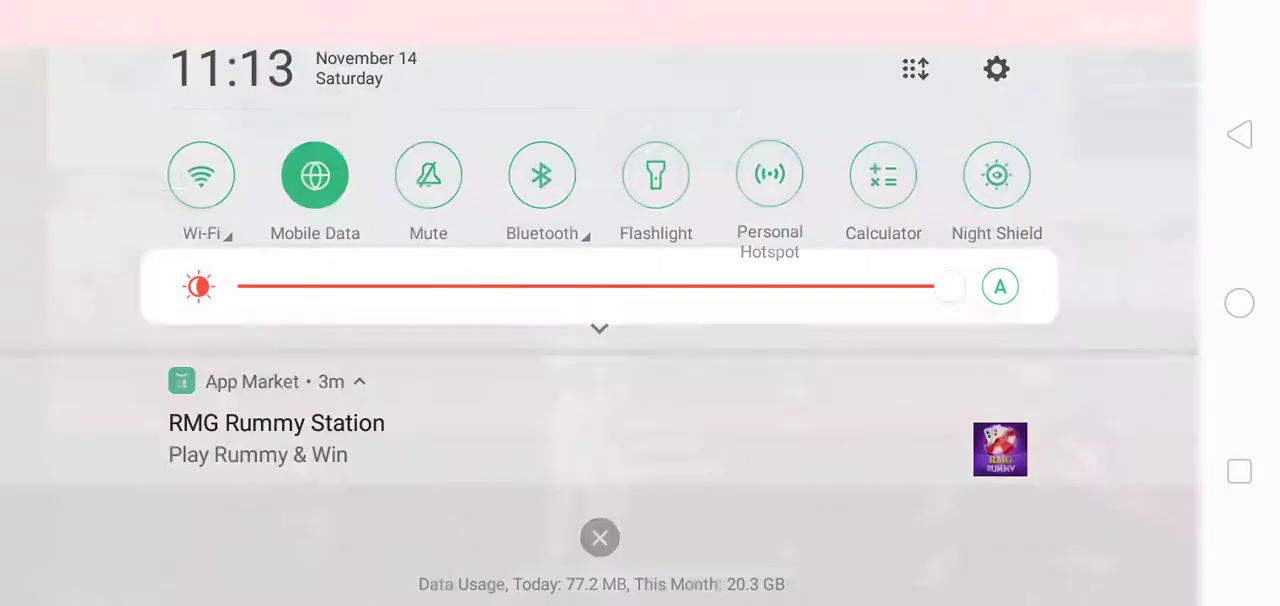 11:13
November 14
Saturday
Wi-Fi
Mobile Data
Mute
Bluetooth
Flashlight
Personal
Hotspot
Calculator
Night Shield
A
App Market • 3m
RMG Rummy Station
Play Rummy & Win
RMG
RUMMY
Data Usage, Today: 77.2 MB, This Month: 20.3 GB